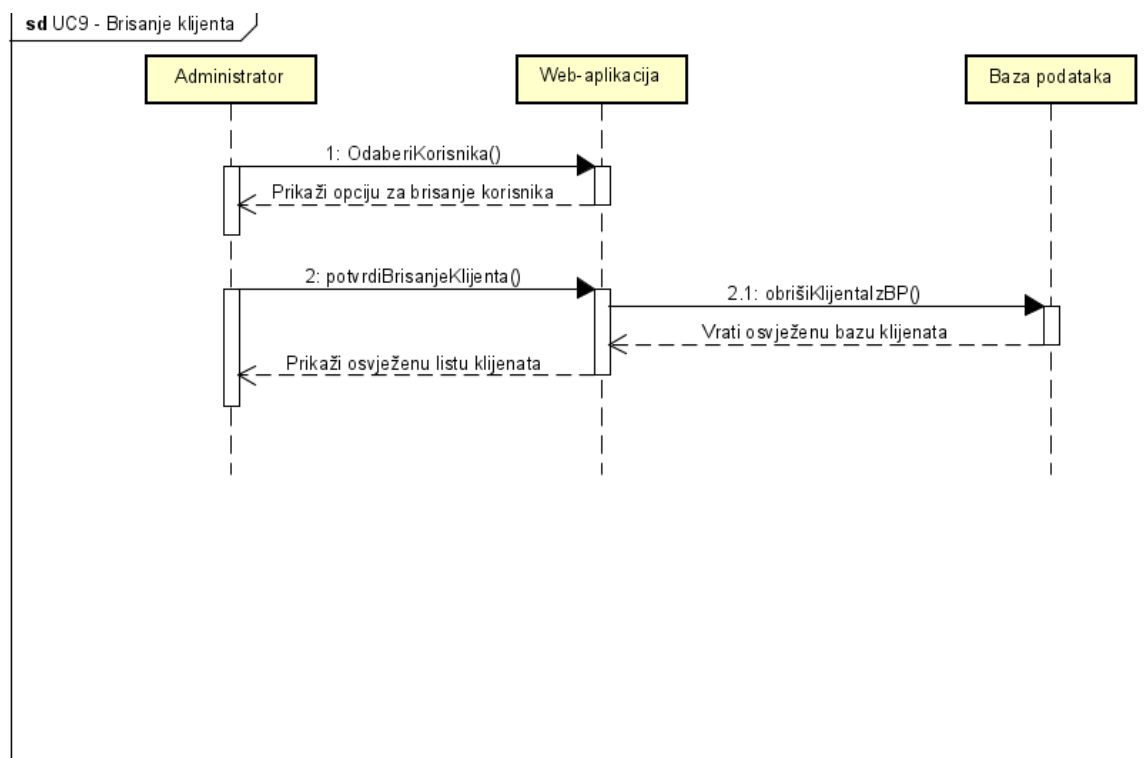 sd UC9 - Brisanje klijenta
Administrator
Web-aplikacija
Baza podataka
1: OdaberiKorisnika()
Prikaži opciju za brisanje korisnika
2: potvrdiBrisanjeKlijenta()
2.1: obrišiKlijentaIzBP()
Vrati osvježenu bazu klijenata
Prikaži osvježenu listu klijenata